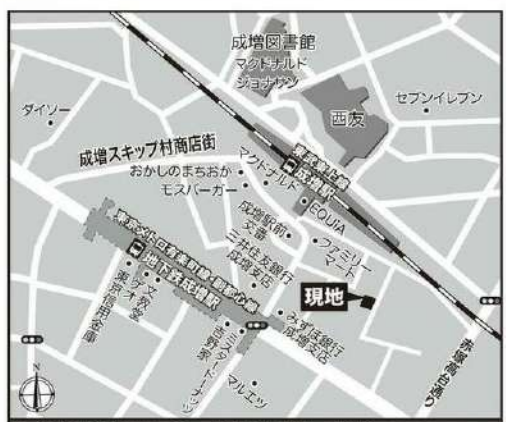 成増図書館
マクドナルド
ジョナサン
西友
セブンイレブン
ダイソー
成増スキップ村商店街
おかしのまちおか
モスバーガー
マクドナルド
東武東上線
成増駅
EQUiA
成増駅前
交番
ファミリー
マート
三井住友銀行
成増支店
東京メトロ有楽町線・副都心線
地下鉄成増駅
現地
みずほ銀行
成増支店
文教堂
ゲオ
東京信用金庫
ミスタードーナッツ
吉野家
マルエツ
赤塚高台通り
N